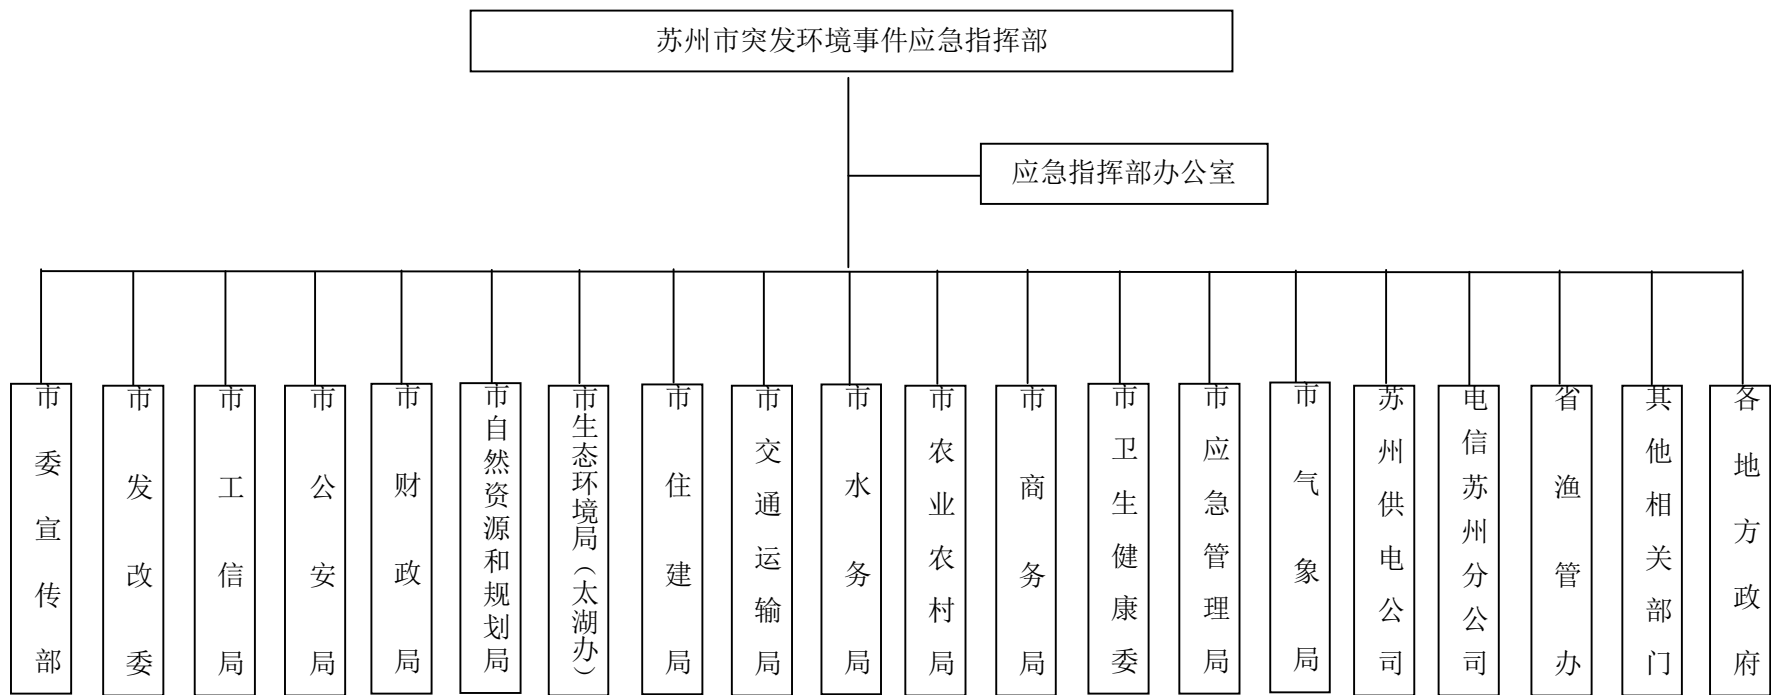 苏州市突发环境事件应急指挥部
应急指挥部办公室
市委宣传部
市发改委
市工信局
市公安局
市财政局
市自然资源和规划局
市生态环境局（太湖办）
市住建局
市交通运输局
市水务局
市农业农村局
市商务局
市卫生健康委
市应急管理局
市气象局
苏州供电公司
电信苏州分公司
省渔管办
其他相关部门
各地方政府